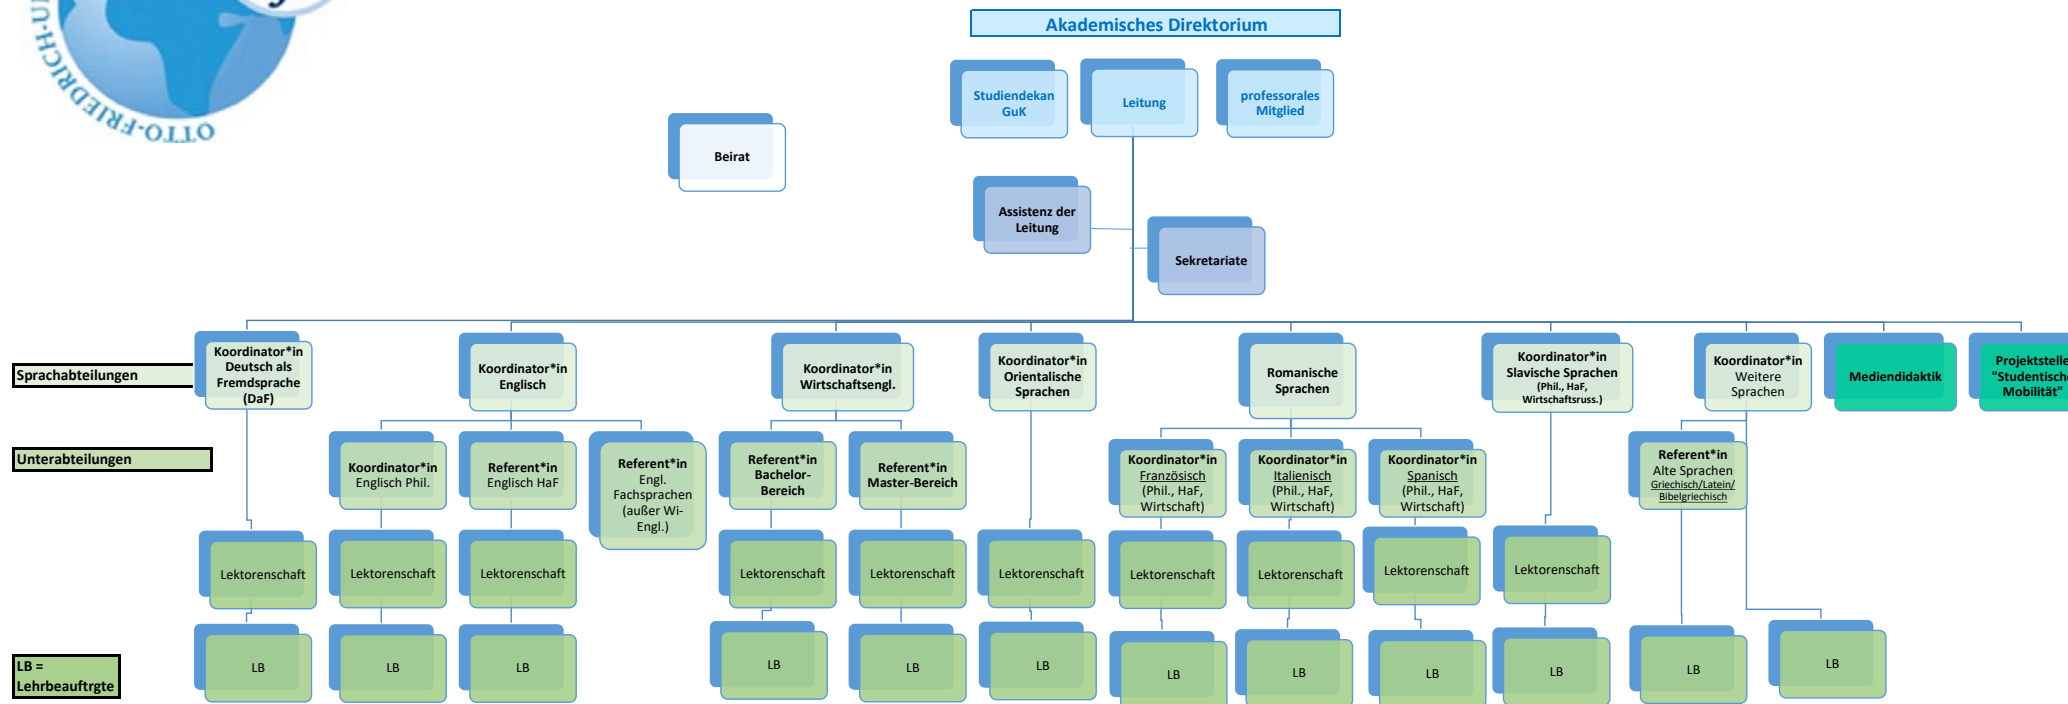 OTTO-FRIEDRICH-U
Akademisches Direktorium
Studiendekan
GuK
Leitung
professorales
Mitglied
Beirat
Assistenz der
Leitung
Sekretariate
Sprachabteilungen
Koordinator*in
Deutsch als
Fremdsprache
(DaF)
Koordinator*in
Englisch
Koordinator*in
Wirtschaftsengl.
Koordinator*in
Orientalische
Sprachen
Romanische
Sprachen
Koordinator*in
Slavische Sprachen
(Phil., HaF,
Wirtschaftsruss.)
Koordinator*in
Weitere
Sprachen
Mediendidaktik
Projektstelle
"Studentische
Mobilität"
Unterabteilungen
Koordinator*in
Englisch Phil.
Referent*in
Englisch HaF
Referent*in
Engl.
Fachsprachen
(außer Wi-
Engl.)
Referent*in
Bachelor-
Bereich
Referent*in
Master-Bereich
Koordinator*in
Französisch
(Phil., HaF,
Wirtschaft)
Koordinator*in
Italienisch
(Phil., HaF,
Wirtschaft)
Koordinator*in
Spanisch
(Phil., HaF,
Wirtschaft)
Referent*in
Alte Sprachen
Griechisch/Latein/
Bibelgriechisch
Lektorenschaft
Lektorenschaft
Lektorenschaft
Lektorenschaft
Lektorenschaft
Lektorenschaft
Lektorenschaft
Lektorenschaft
Lektorenschaft
Lektorenschaft
LB =
Lehrbeauftrgte
LB
LB
LB
LB
LB
LB
LB
LB
LB
LB
LB
LB